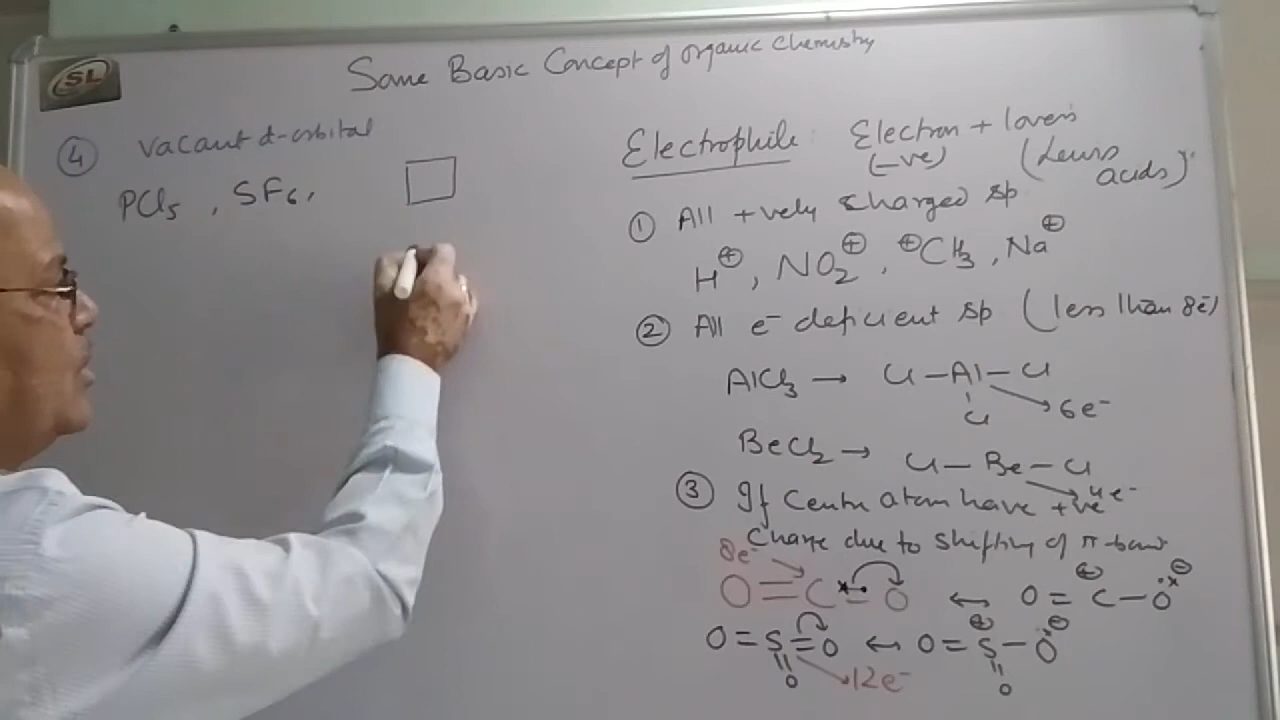 SL
Some Basic Concept of Organic Chemistry
④ Vacant d-orbital
PCl₅ , SF₆ ,
Electrophile : Electron + lovers
(-ve) (Lewis acids)
① All +vely charged sp
H⊕ , NO₂⊕ , ⊕CH₃ , Na⊕
② All e⁻ deficient sp (less than 8e⁻)
AlCl₃ → Cl — Al — Cl
Cl 6e⁻
BeCl₂ → Cl — Be — Cl
4e⁻
③ If Centre atom have +ve
Charge due to shifting of π-bond
8e⁻
O = C = O ↔ O = C⊕ — O⊖
O = S = O ↔ O = S⊕ — O⊖
O 12e⁻ O